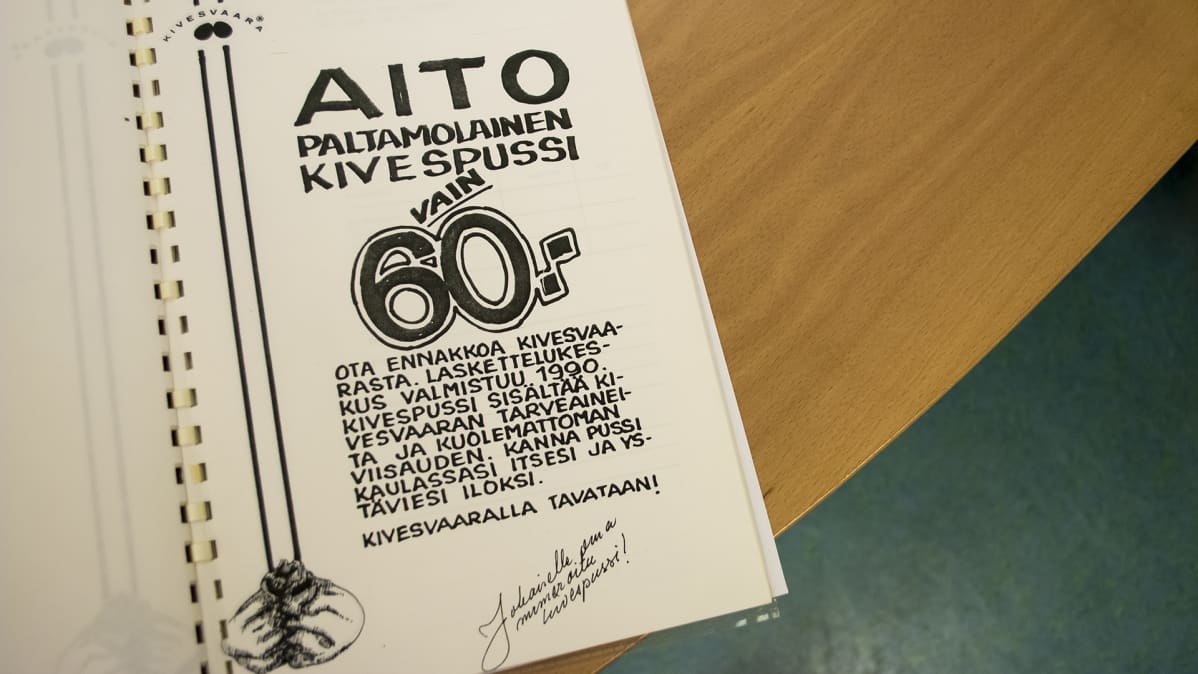 KIVESVAARA
AITO
PALTAMOLAINEN
KIVESPUSSI
VAIN
60.-
OTA ENNAKKOA KIVESVAA-
RASTA. LASKETTELUKES-
KUS VALMISTUU 1990.
KIVESPUSSI SISÄLTÄÄ KI-
VESVAARAN TARVEAINEI-
TA JA KUOLEMATTOMAN
VIISAUDEN. KANNA PUSSI
KAULASSASI ITSESI JA YS-
TÄVIESI ILOKSI.
KIVESVAARALLA TAVATAAN!
Jokaiselle oma
numeroitu
kivespussi!